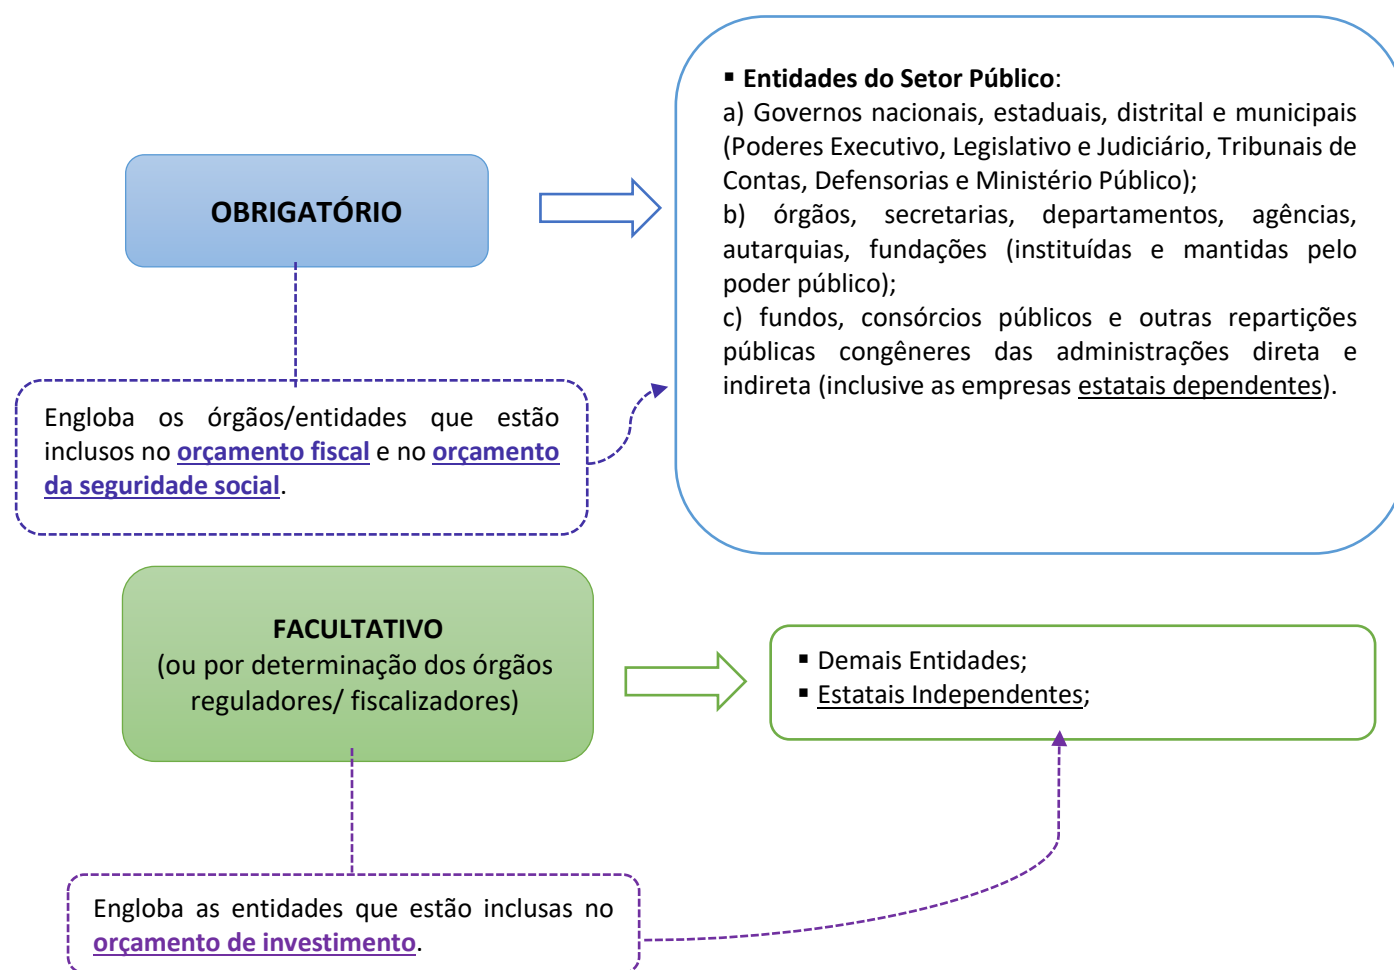 ▪ Entidades do Setor Público:
a) Governos nacionais, estaduais, distrital e municipais
(Poderes Executivo, Legislativo e Judiciário, Tribunais de
Contas, Defensorias e Ministério Público);
b) órgãos, secretarias, departamentos, agências,
autarquias, fundações (instituídas e mantidas pelo
poder público);
c) fundos, consórcios públicos e outras repartições
públicas congêneres das administrações direta e
indireta (inclusive as empresas estatais dependentes).
OBRIGATÓRIO
Engloba os órgãos/entidades que estão
inclusos no orçamento fiscal e no orçamento
da seguridade social.
FACULTATIVO
(ou por determinação dos órgãos
reguladores/ fiscalizadores)
▪ Demais Entidades;
▪ Estatais Independentes;
Engloba as entidades que estão inclusas no
orçamento de investimento.